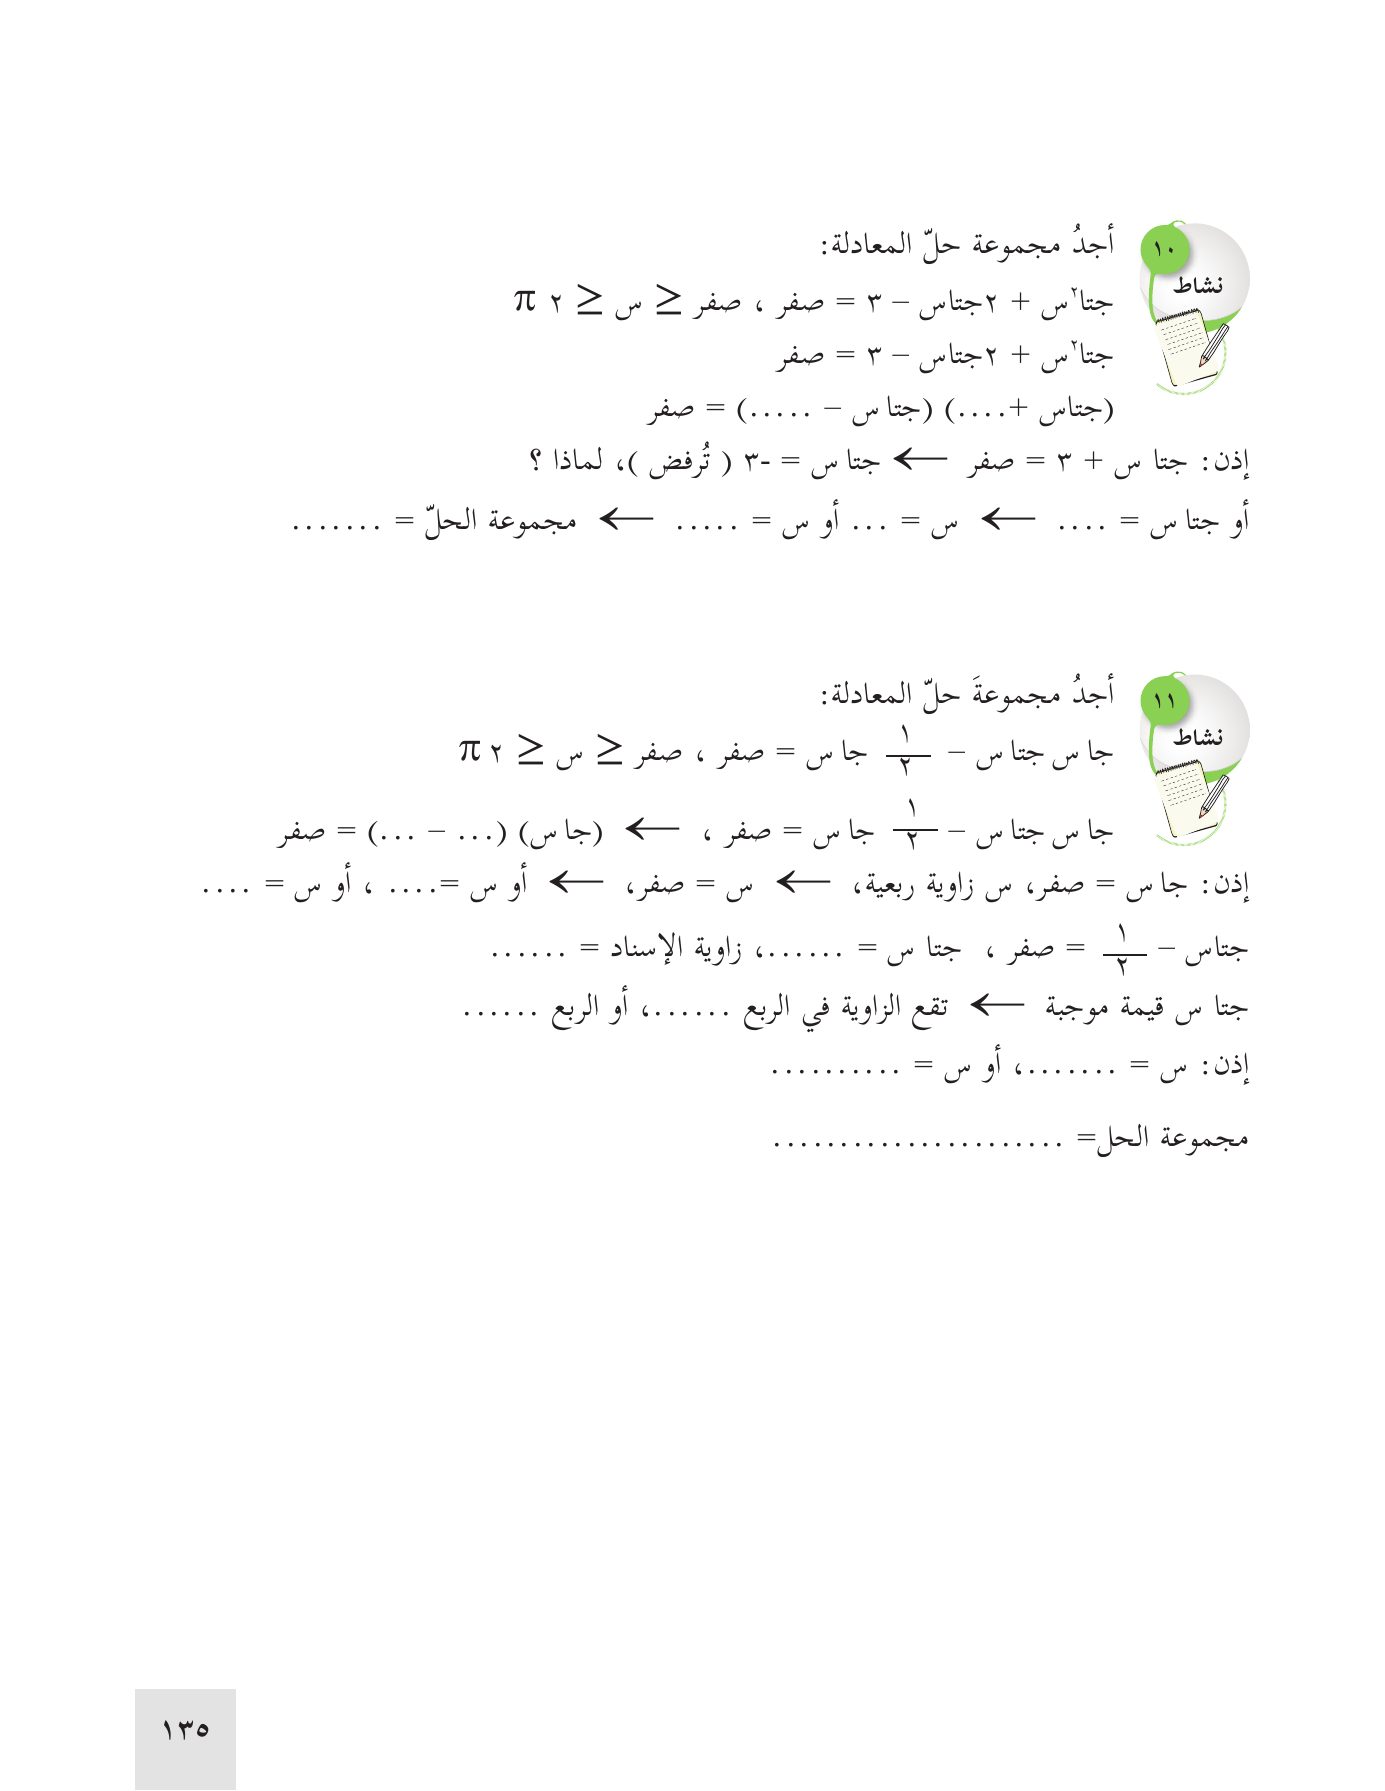 ١٠
نشاط
أجدُ مجموعة حلّ المعادلة:
جتا٢س + ٢جتاس – ٣ = صفر ، صفر ≤ س ≤ ٢ π
جتا٢س + ٢جتاس – ٣ = صفر
(جتاس +....) (جتا س – .....) = صفر
إذن: جتا س + ٣ = صفر ← جتا س = -٣ ( تُرفض )، لماذا ؟
أو جتا س = .... ← س = ... أو س = ..... ← مجموعة الحلّ = .......
١١
نشاط
أجدُ مجموعةَ حلّ المعادلة:
جا س جتا س – ١/٢ جا س = صفر ، صفر ≤ س ≤ ٢ π
جا س جتا س – ١/٢ جا س = صفر ، ← (جا س) (... – ...) = صفر
إذن: جا س = صفر، س زاوية ربعية، ← س = صفر، ← أو س =.... ، أو س = ....
جتاس – ١/٢ = صفر ، جتا س = ......، زاوية الإسناد = ......
جتا س قيمة موجبة ← تقع الزاوية في الربع ......، أو الربع ......
إذن: س = .......، أو س = ..........
مجموعة الحل= ......................
١٣٥